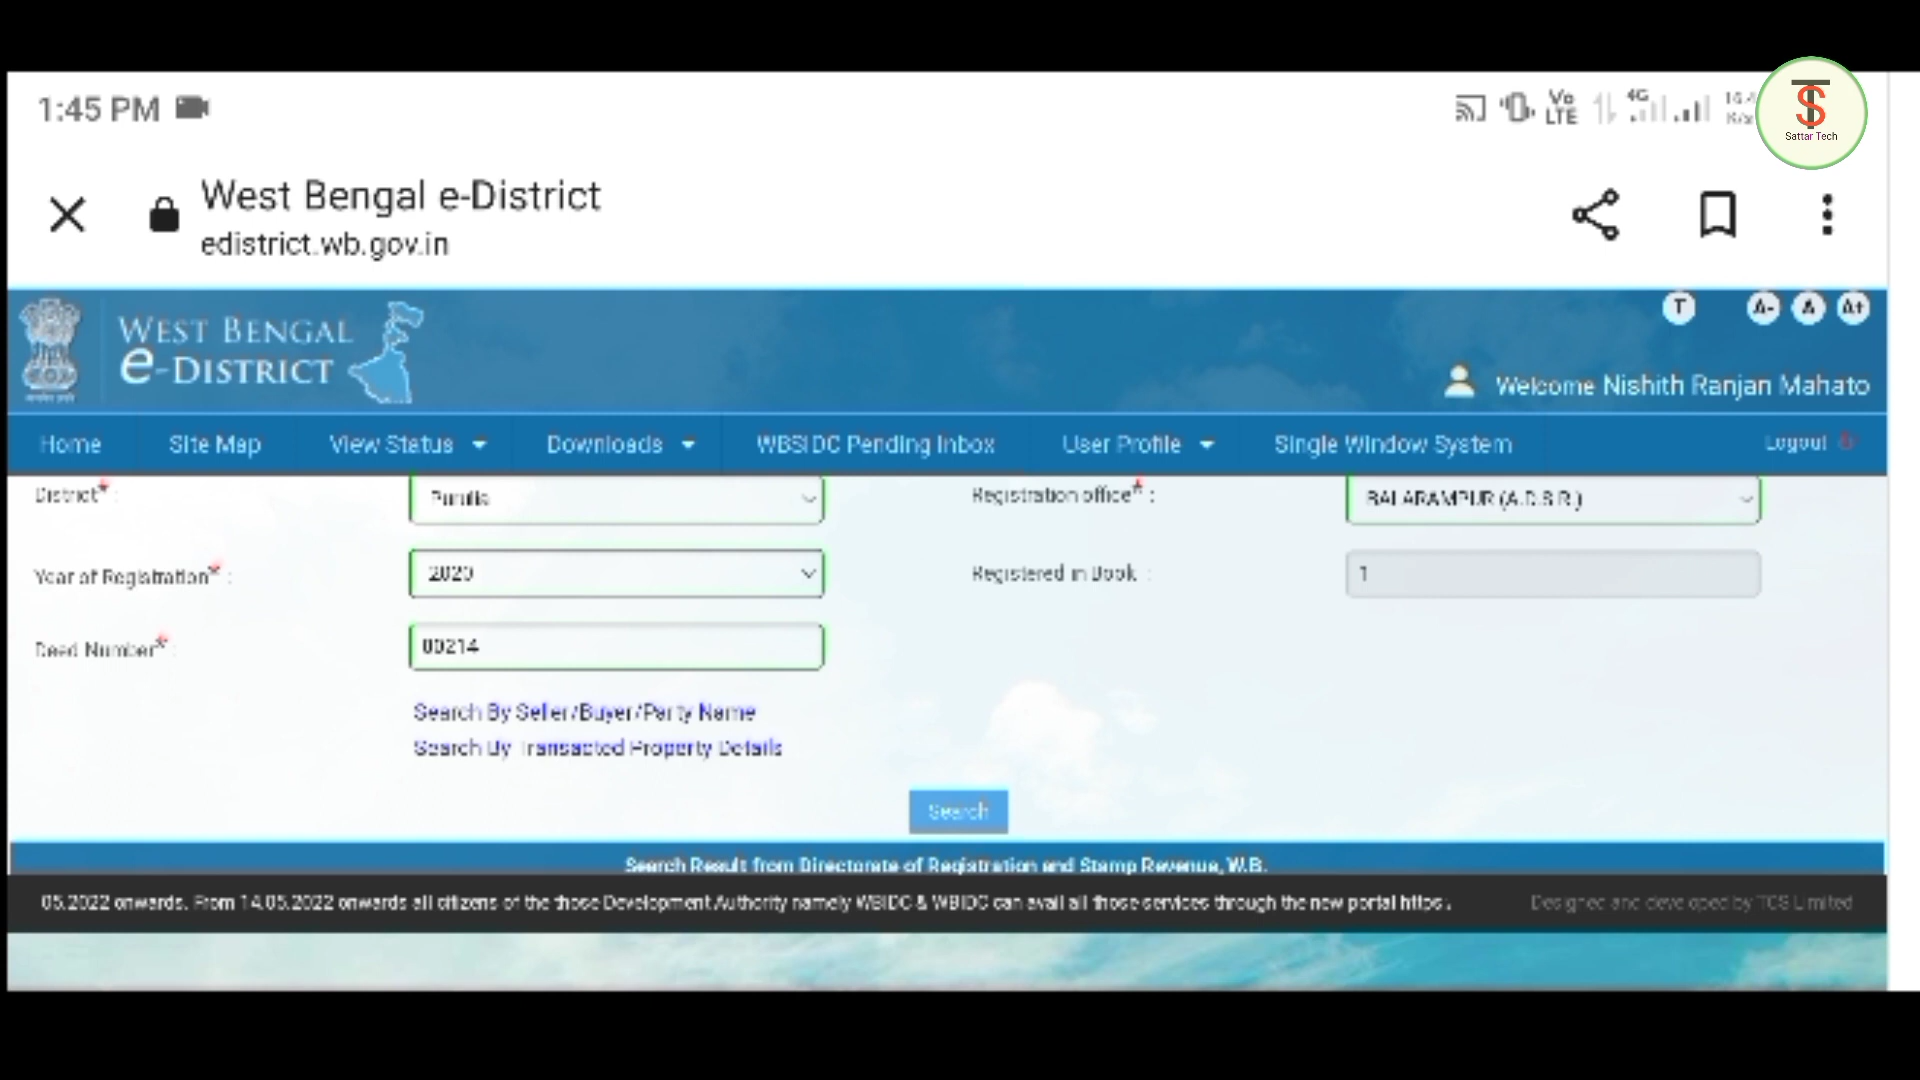 1:45 PM
Vo
LTE
4G
Sattar Tech
West Bengal e-District
edistrict.wb.gov.in
T A- A A+
WEST BENGAL
e-DISTRICT
Welcome Nishith Ranjan Mahato
Home Site Map View Status Downloads WBSIDC Pending Inbox User Profile Single Window System Logout
District* : Purulia Registration office* : BALARAMPUR (A.D.S.R.)
Year of Registration* : 2020 Registered in Book : 1
Deed Number* : 00214
Search By Seller/Buyer/Party Name
Search By Transacted Property Details
Search
Search Result from Directorate of Registration and Stamp Revenue, W.B.
05.2022 onwards. From 14.05.2022 onwards all citizens of the those Development Authority namely WBIDC & WBIDC can avail all those services through the new portal https: Designed and developed by TCS Limited